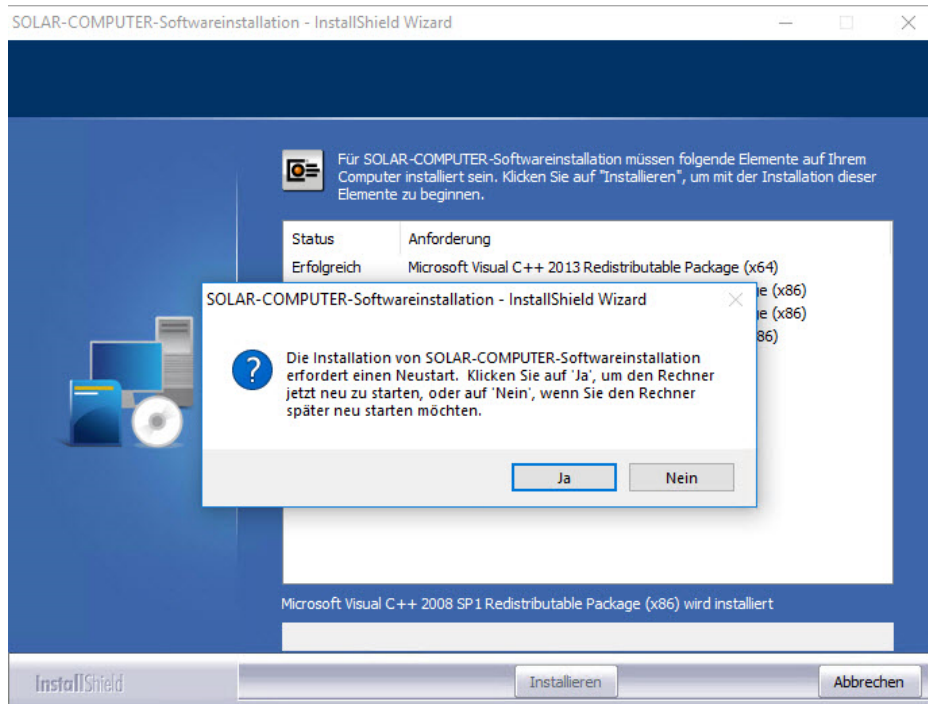 SOLAR-COMPUTER-Softwareinstallation - InstallShield Wizard
Für SOLAR-COMPUTER-Softwareinstallation müssen folgende Elemente auf Ihrem
Computer installiert sein. Klicken Sie auf "Installieren", um mit der Installation dieser
Elemente zu beginnen.
Status Anforderung
Erfolgreich Microsoft Visual C++ 2013 Redistributable Package (x64)
(x86)
(x86)
86)
SOLAR-COMPUTER-Softwareinstallation - InstallShield Wizard
Die Installation von SOLAR-COMPUTER-Softwareinstallation
erfordert einen Neustart. Klicken Sie auf 'Ja', um den Rechner
jetzt neu zu starten, oder auf 'Nein', wenn Sie den Rechner
später neu starten möchten.
Ja Nein
Microsoft Visual C++ 2008 SP1 Redistributable Package (x86) wird installiert
InstallShield
Installieren Abbrechen